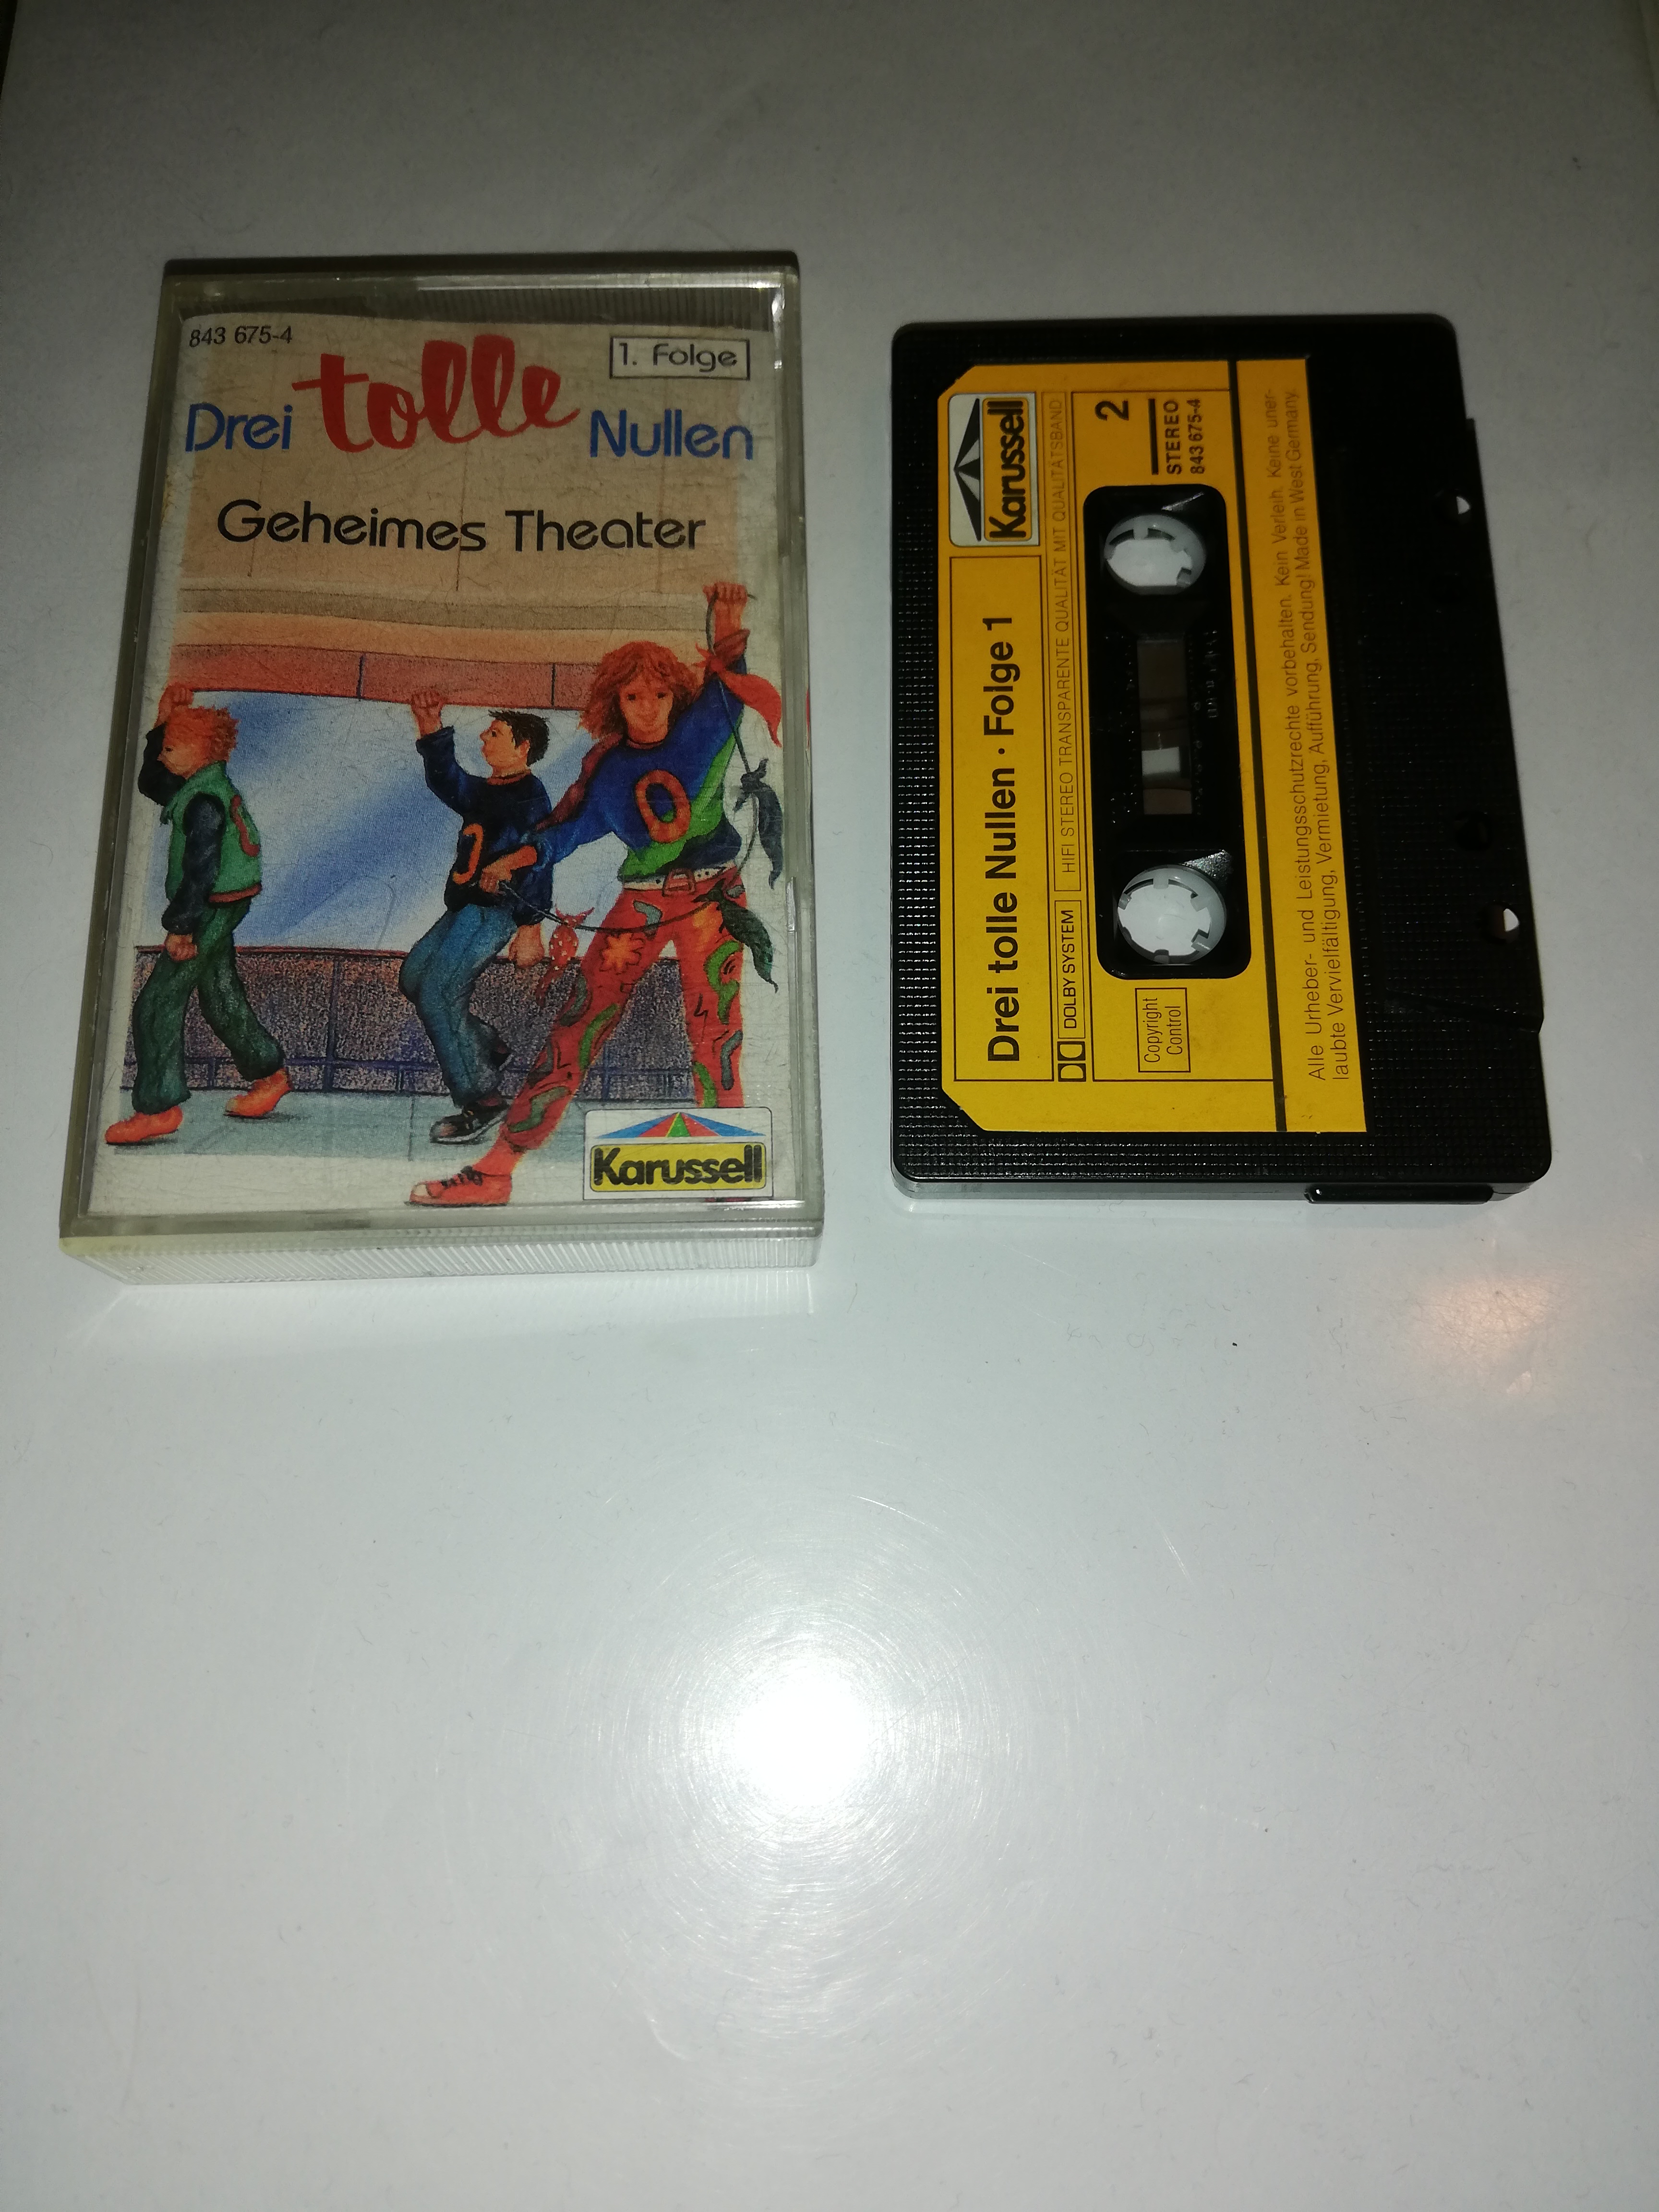 843 675-4
1. Folge
Drei tolle Nullen
Geheimes Theater
Karussell
Karussell
Drei tolle Nullen · Folge 1
DOLBY SYSTEM
HIFI STEREO TRANSPARENTE QUALITÄT MIT QUALITÄTSBAND
2
STEREO
843 675-4
Copyright
Control
Alle Urheber- und Leistungsschutzrechte vorbehalten. Kein Verleih. Keine uner-
laubte Vervielfältigung, Vermietung, Aufführung, Sendung! Made in West Germany